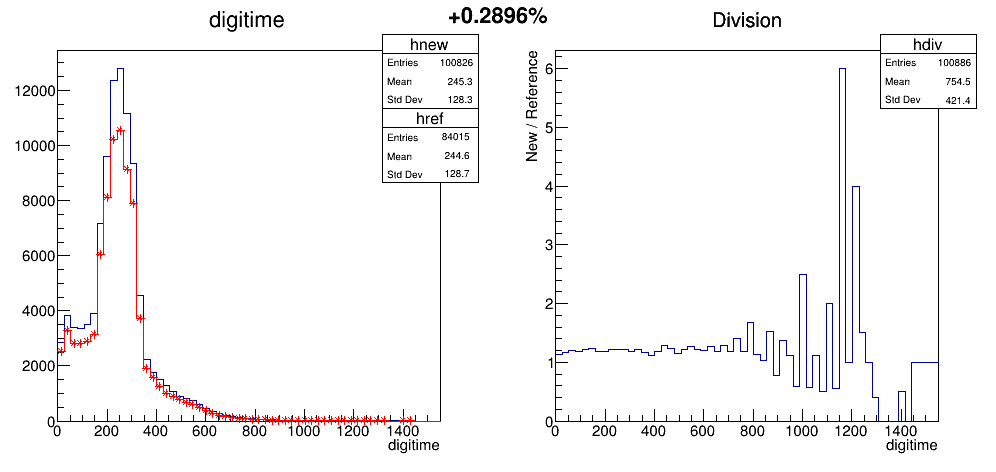 +0.2896%
digitime
hnew
Entries 100826
Mean 245.3
Std Dev 128.3
href
Entries 84015
Mean 244.6
Std Dev 128.7
12000
10000
8000
6000
4000
2000
0
0 200 400 600 800 1000 1200 1400
digitime
Division
hdiv
Entries 100886
Mean 754.5
Std Dev 421.4
New / Reference
6
5
4
3
2
1
0
0 200 400 600 800 1000 1200 1400
digitime